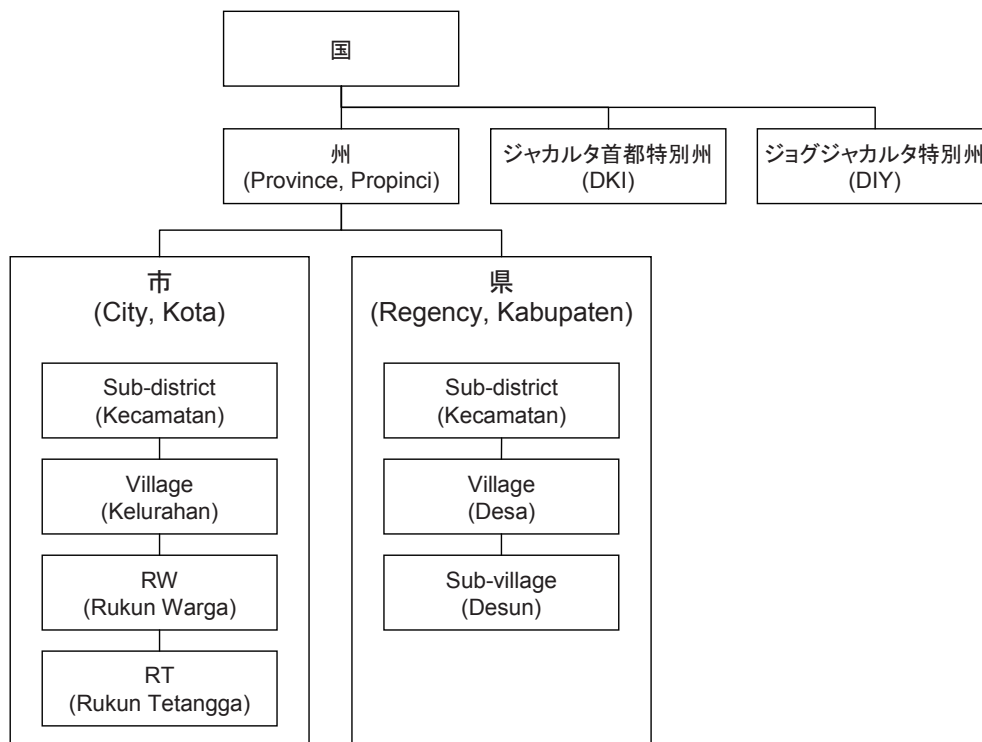 国
州
(Province, Propinci)
ジャカルタ首都特別州
(DKI)
ジョグジャカルタ特別州
(DIY)
市
(City, Kota)
Sub-district
(Kecamatan)
Village
(Kelurahan)
RW
(Rukun Warga)
RT
(Rukun Tetangga)
県
(Regency, Kabupaten)
Sub-district
(Kecamatan)
Village
(Desa)
Sub-village
(Desun)